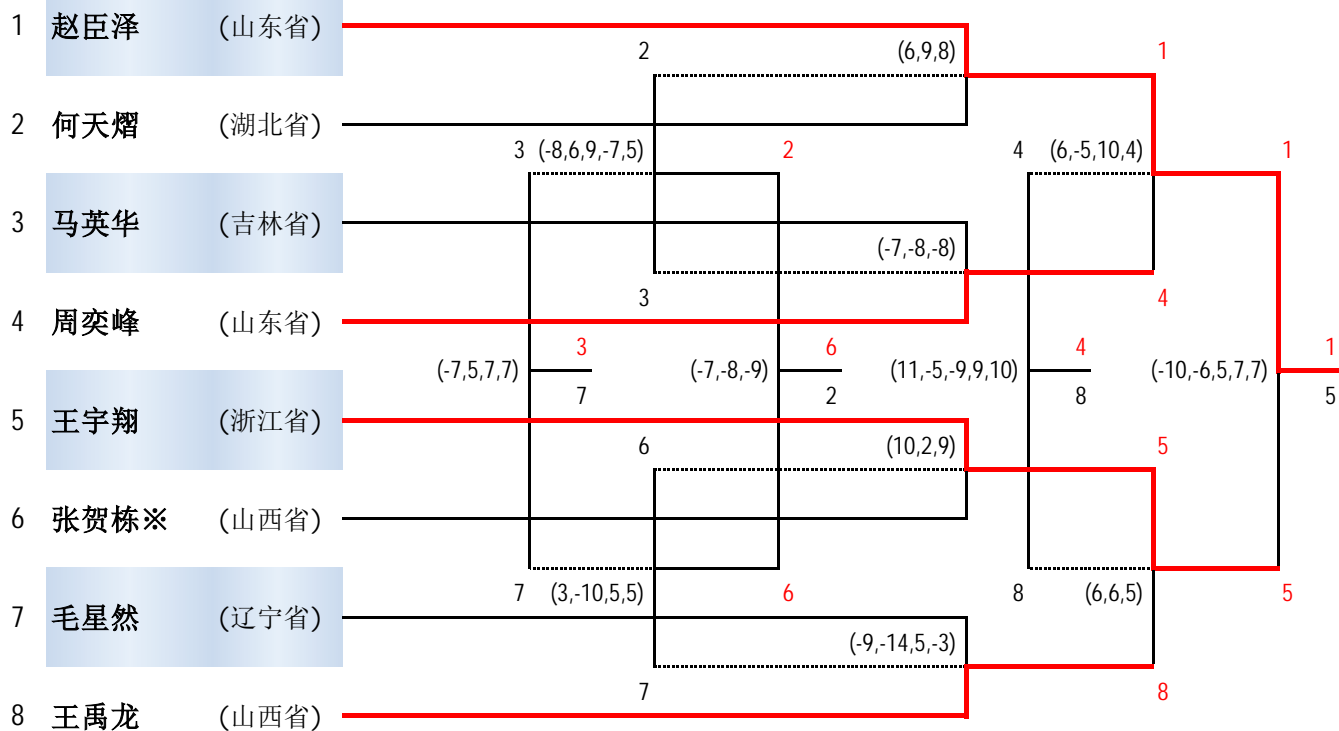 1 赵臣泽 (山东省)
2 (6,9,8) 1
2 何天熠 (湖北省)
3 (-8,6,9,-7,5) 2 4 (6,-5,10,4) 1
3 马英华 (吉林省)
(-7,-8,-8)
3 4
4 周奕峰 (山东省)
3 6 4 1
(-7,5,7,7) (-7,-8,-9) (11,-5,-9,9,10) (-10,-6,5,7,7)
7 2 8 5
5 王宇翔 (浙江省)
6 (10,2,9) 5
6 张贺栋※ (山西省)
7 (3,-10,5,5) 6 8 (6,6,5) 5
7 毛星然 (辽宁省)
(-9,-14,5,-3)
7 8
8 王禹龙 (山西省)